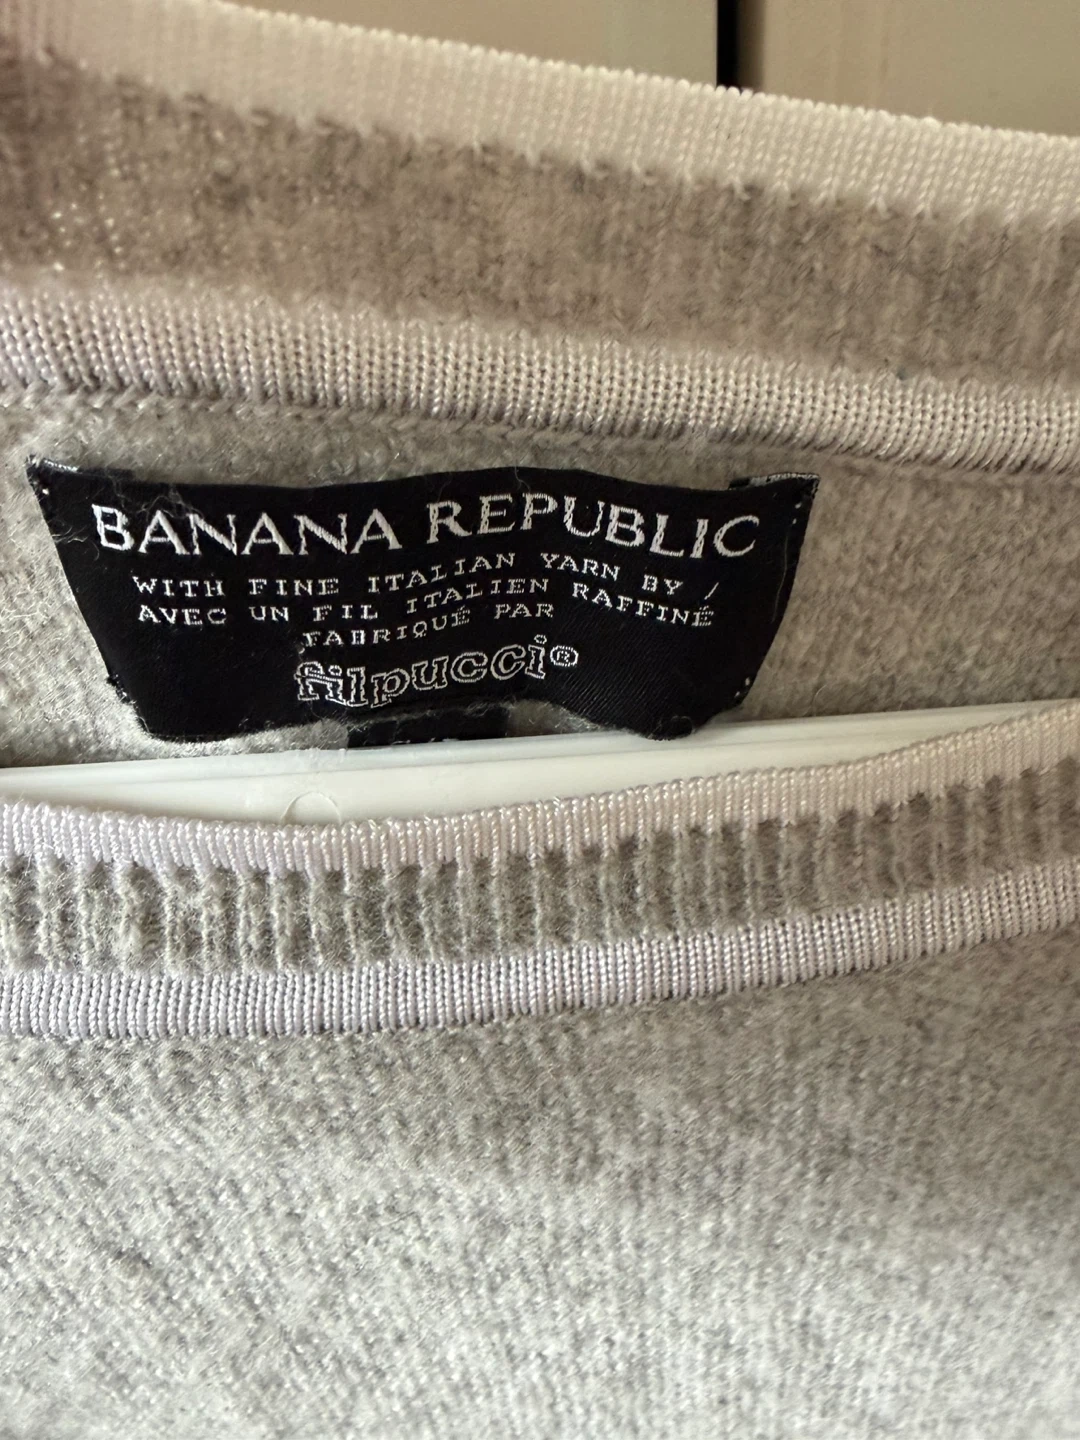 BANANA REPUBLIC
WITH FINE ITALIAN YARN BY /
AVEC UN FIL ITALIEN RAFFINÉ
FABRIQUÉ PAR
filpucci®